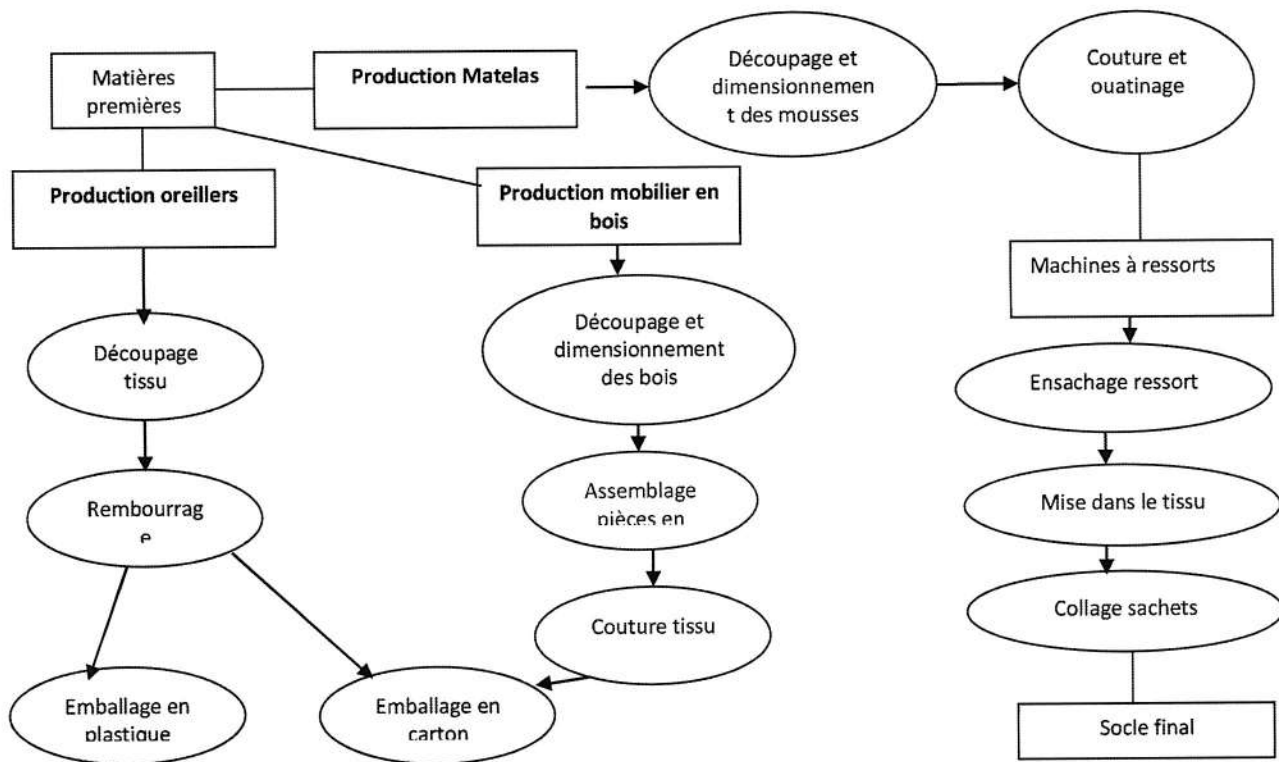 Matières
premières
Production Matelas
Découpage et
dimensionnemen
t des mousses
Couture et
ouatinage
Production oreillers
Production mobilier en
bois
Machines à ressorts
Découpage
tissu
Découpage et
dimensionnement
des bois
Ensachage ressort
Rembourrag
e
Assemblage
pièces en
Mise dans le tissu
Couture tissu
Collage sachets
Emballage en
plastique
Emballage en
carton
Socle final